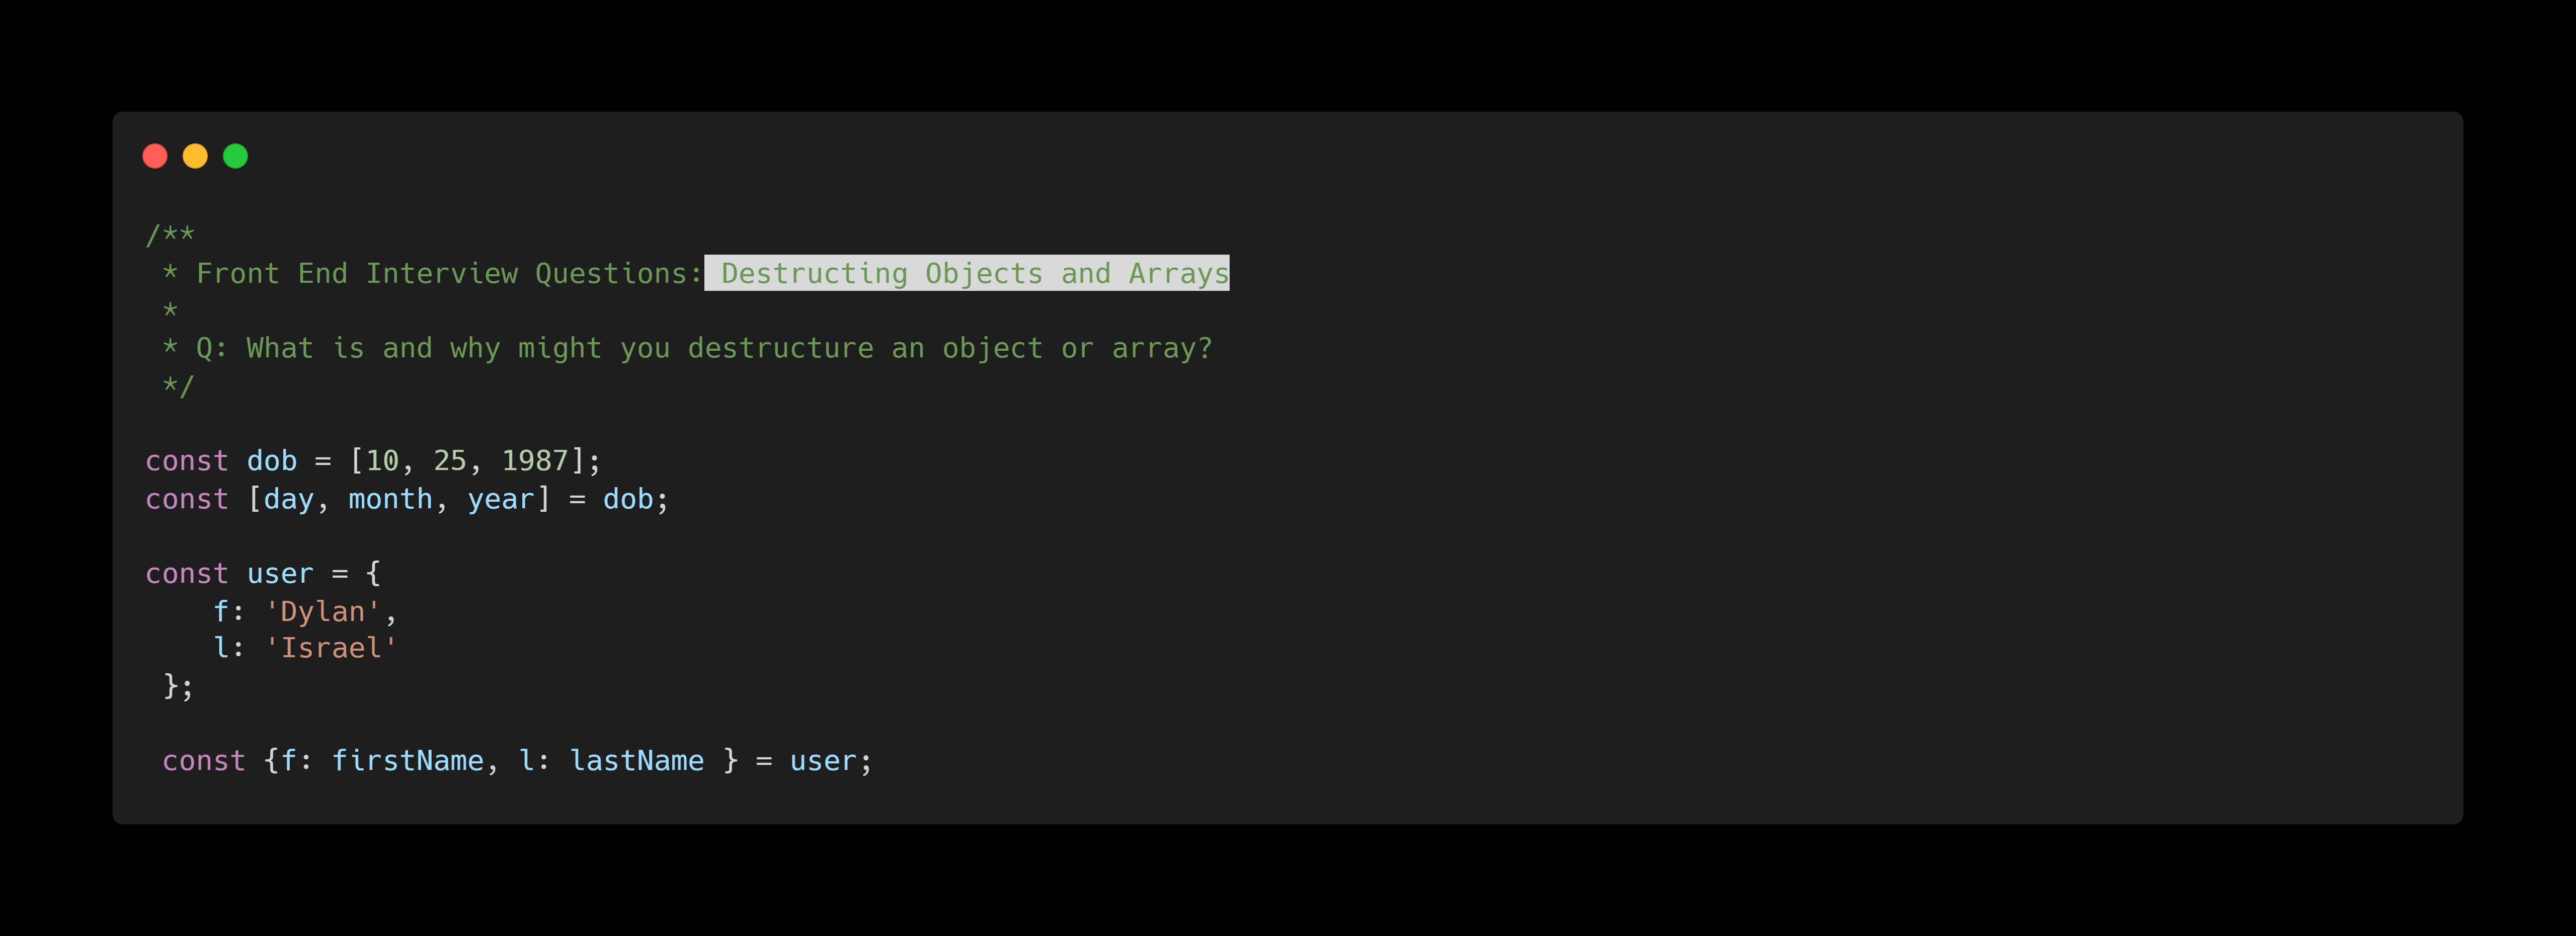 /**
 * Front End Interview Questions: Destructing Objects and Arrays
 *
 * Q: What is and why might you destructure an object or array?
 */
const dob = [10, 25, 1987];
const [day, month, year] = dob;
const user = {
    f: 'Dylan',
    l: 'Israel'
 };
 const {f: firstName, l: lastName } = user;